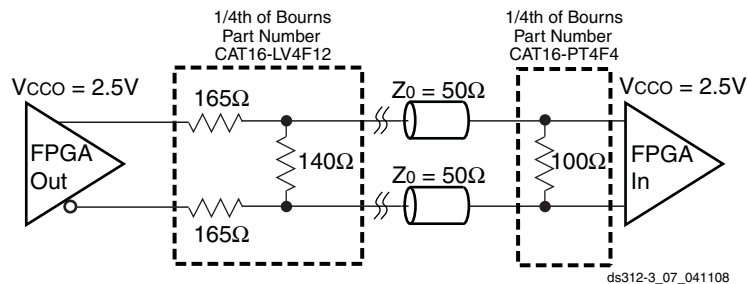 1/4th of Bourns
Part Number
CAT16-LV4F12
1/4th of Bourns
Part Number
CAT16-PT4F4
VCCO = 2.5V
165Ω
Z0 = 50Ω
VCCO = 2.5V
FPGA
Out
140Ω
Z0 = 50Ω
100Ω
FPGA
In
165Ω
ds312-3_07_041108